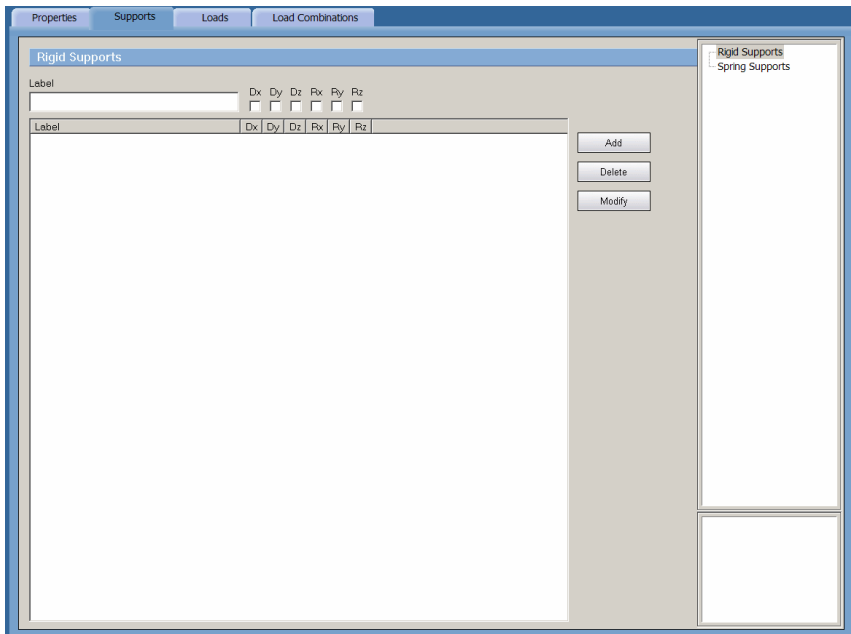 Properties Supports Loads Load Combinations
Rigid Supports
Label
Dx Dy Dz Rx Ry Rz
Label Dx Dy Dz Rx Ry Rz
Add
Delete
Modify
Rigid Supports
Spring Supports